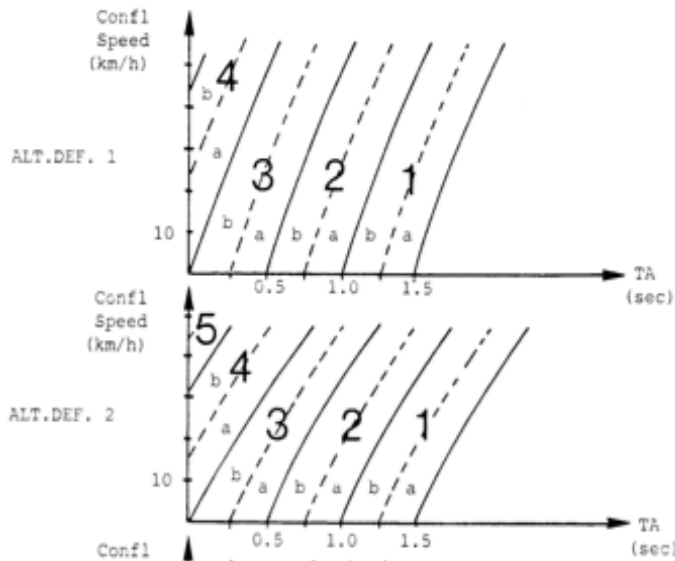 Confl
Speed
(km/h)
4
b
ALT.DEF. 1
a
3
2
1
10
b
a
b
a
b
a
0.5
1.0
1.5
TA
(sec)
Confl
Speed
(km/h)
5
4
b
ALT.DEF. 2
a
3
2
1
10
b
a
b
a
b
a
0.5
1.0
1.5
TA
(sec)
Confl